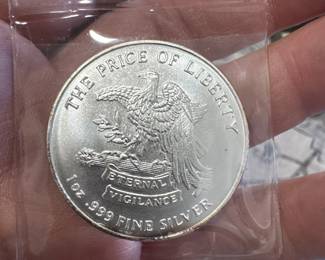 THE PRICE OF LIBERTY
ETERNAL
VIGILANCE
1 OZ .999 FINE SILVER